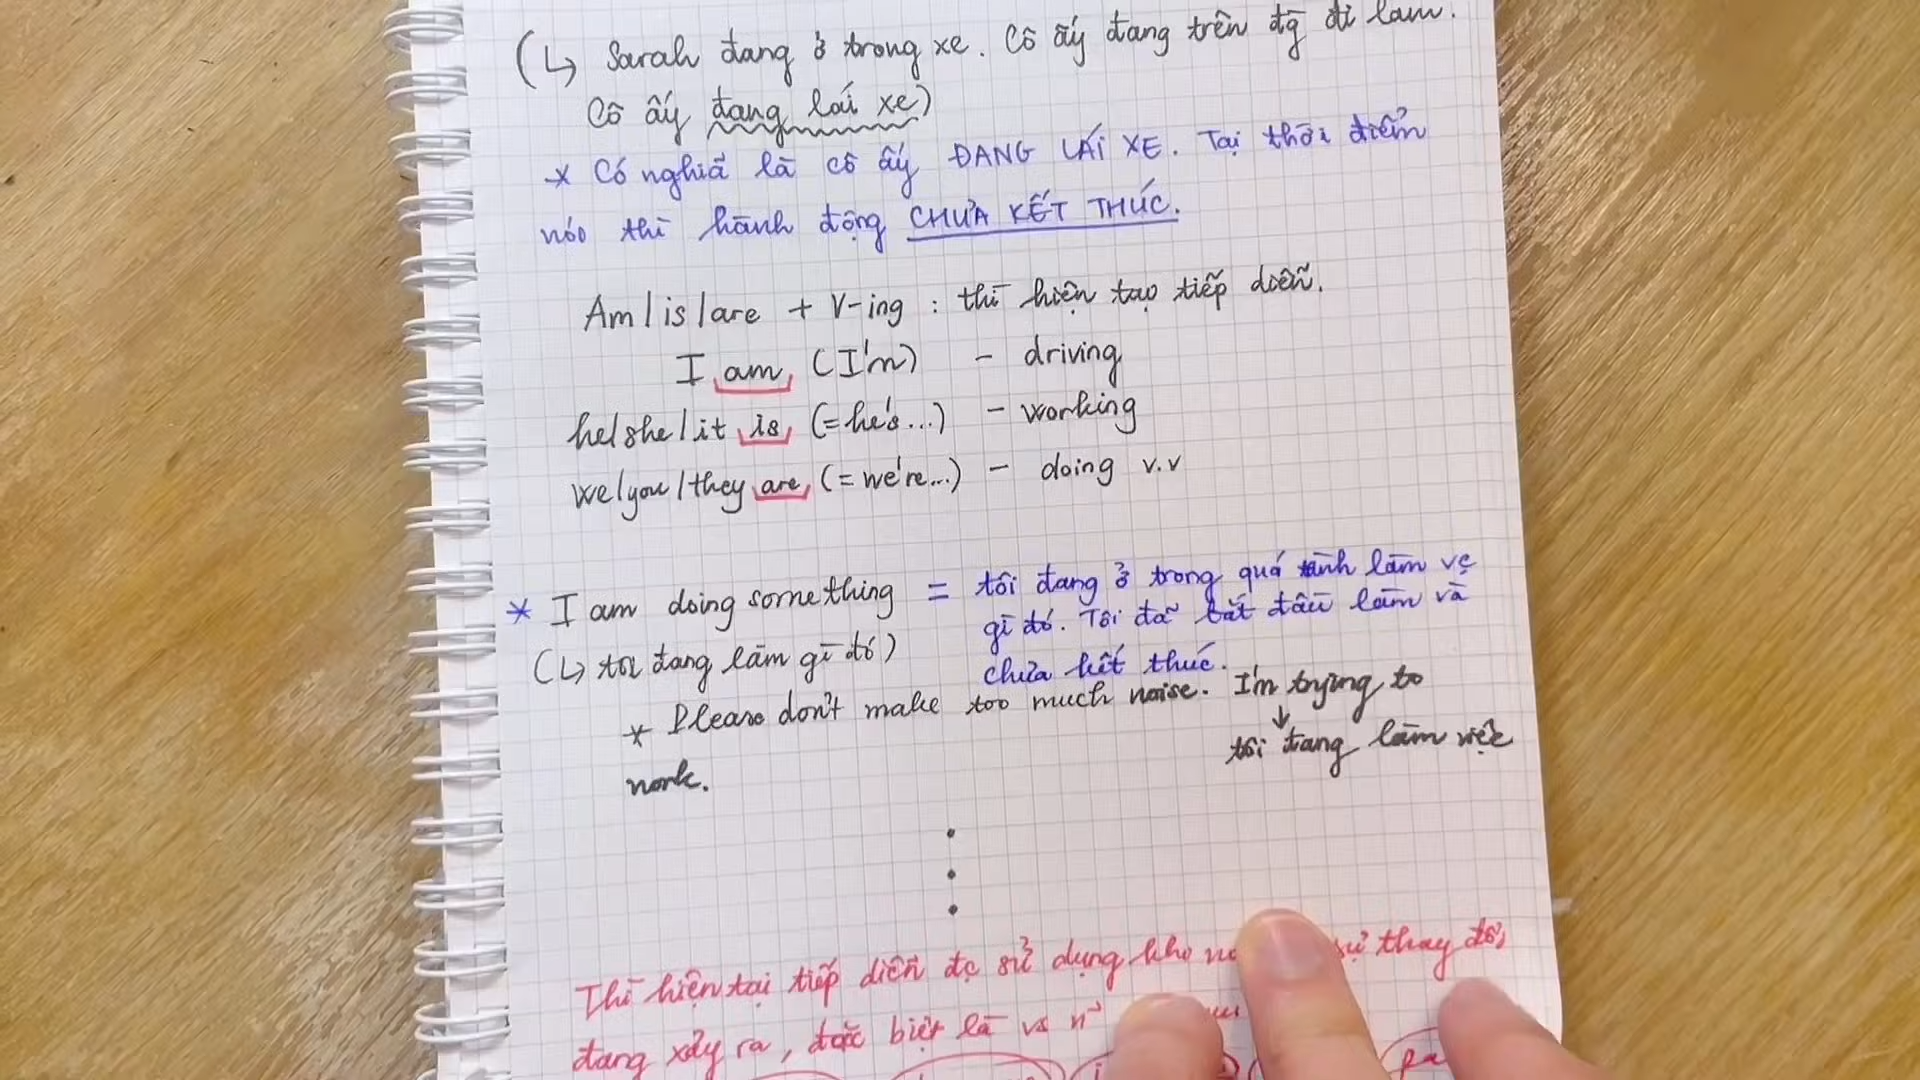 (↳ Sarah đang ở trong xe. Cô ấy đang trên đg đi làm.
Cô ấy đang lái xe)
* Có nghĩa là cô ấy ĐANG LÁI XE. Tại thời điểm
nói thì hành động CHƯA KẾT THÚC.
Am/is/are + V-ing : thì hiện tại tiếp diễn.
I am (I'm) - driving
he/she/it is (=he's...) - working
we/you/they are (= we're...) - doing v.v
* I am doing something = tôi đang ở trong quá trình làm vc
gì đó. Tôi đã bắt đầu làm và
(↳ tôi đang làm gì đó)
chưa kết thúc.
* Please don't make too much noise. I'm trying to
↓
tôi đang làm việc
work.
Thì hiện tại tiếp diễn đc sử dụng khi sự thay đổi
đang xảy ra, đặc biệt là vs